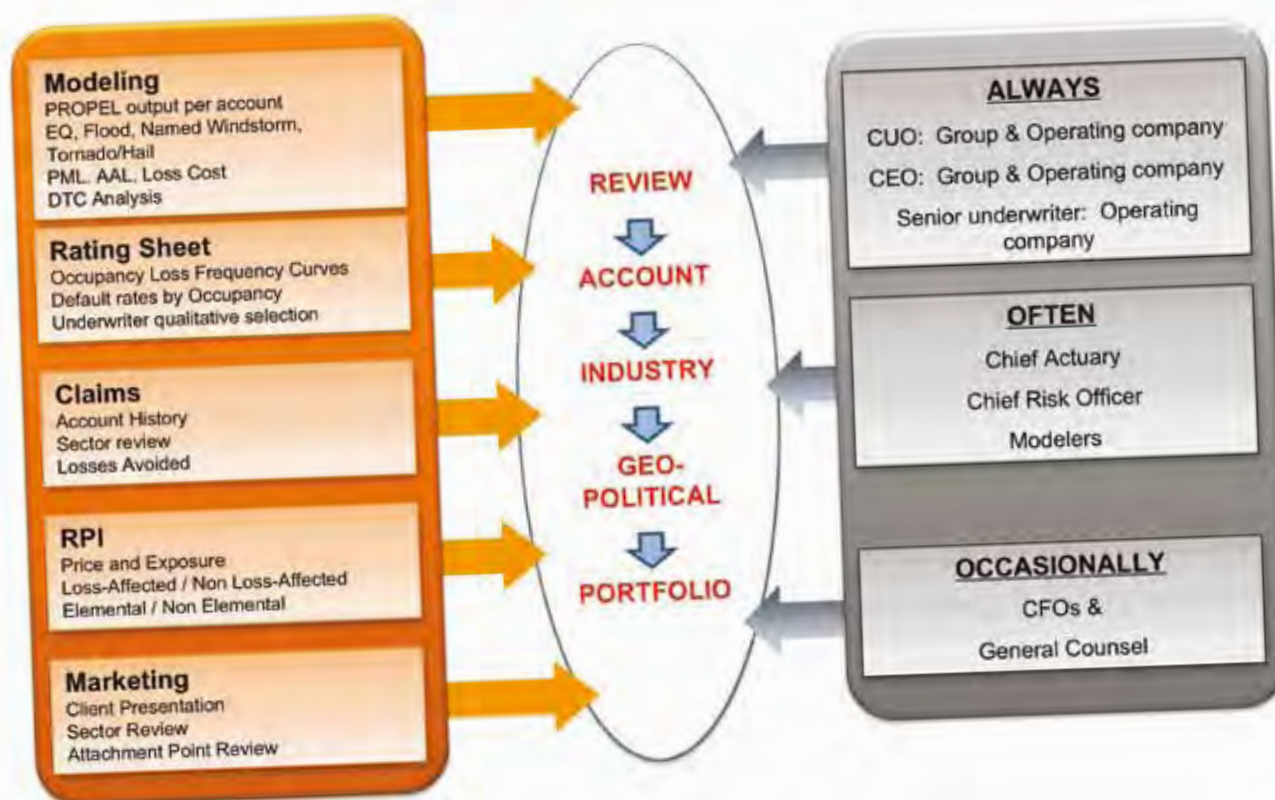 Modeling
PROPEL output per account
EQ, Flood, Named Windstorm,
Tornado/Hail
PML, AAL, Loss Cost
DTC Analysis
Rating Sheet
Occupancy Loss Frequency Curves
Default rates by Occupancy
Underwriter qualitative selection
Claims
Account History
Sector review
Losses Avoided
RPI
Price and Exposure
Loss-Affected / Non Loss-Affected
Elemental / Non Elemental
Marketing
Client Presentation
Sector Review
Attachment Point Review
REVIEW
ACCOUNT
INDUSTRY
GEO-
POLITICAL
PORTFOLIO
ALWAYS
CUO: Group & Operating company
CEO: Group & Operating company
Senior underwriter: Operating
company
OFTEN
Chief Actuary
Chief Risk Officer
Modelers
OCCASIONALLY
CFOs &
General Counsel